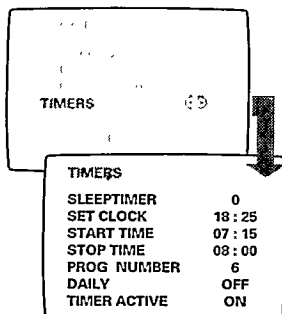 TIMERS
TIMERS
SLEEPTIMER 0
SET CLOCK 18 : 25
START TIME 07 : 15
STOP TIME 08 : 00
PROG NUMBER 6
DAILY OFF
TIMER ACTIVE ON